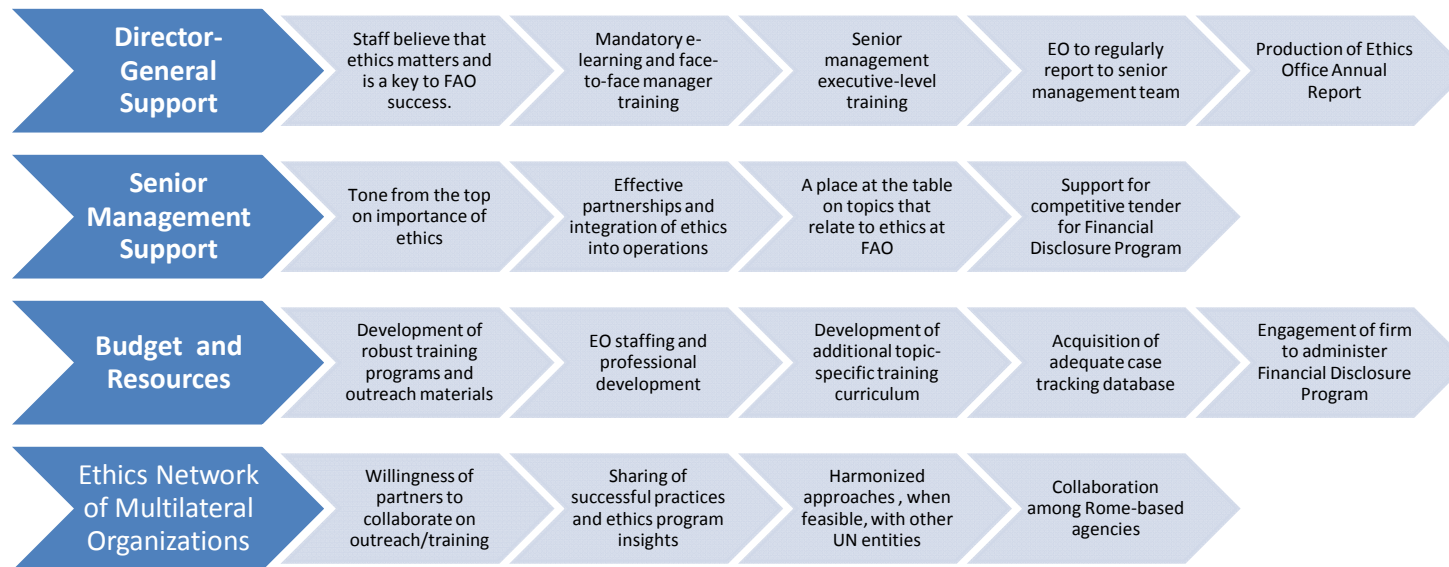 Director-
General
Support
Staff believe that
ethics matters and
is a key to FAO
success.
Mandatory e-
learning and face-
to-face manager
training
Senior
management
executive-level
training
EO to regularly
report to senior
management team
Production of Ethics
Office Annual
Report
Senior
Management
Support
Tone from the top
on importance of
ethics
Effective
partnerships and
integration of ethics
into operations
A place at the table
on topics that
relate to ethics at
FAO
Support for
competitive tender
for Financial
Disclosure Program
Budget and
Resources
Development of
robust training
programs and
outreach materials
EO staffing and
professional
development
Development of
additional topic-
specific training
curriculum
Acquisition of
adequate case
tracking database
Engagement of firm
to administer
Financial Disclosure
Program
Ethics Network
of Multilateral
Organizations
Willingness of
partners to
collaborate on
outreach/training
Sharing of
successful practices
and ethics program
insights
Harmonized
approaches , when
feasible, with other
UN entities
Collaboration
among Rome-based
agencies